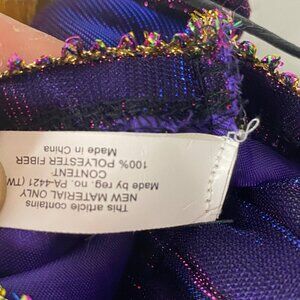 This article contains
NEW MATERIAL ONLY
Made by reg. no. PA-4421 (TW
CONTENT:
100% POLYESTER FIBER
Made in China